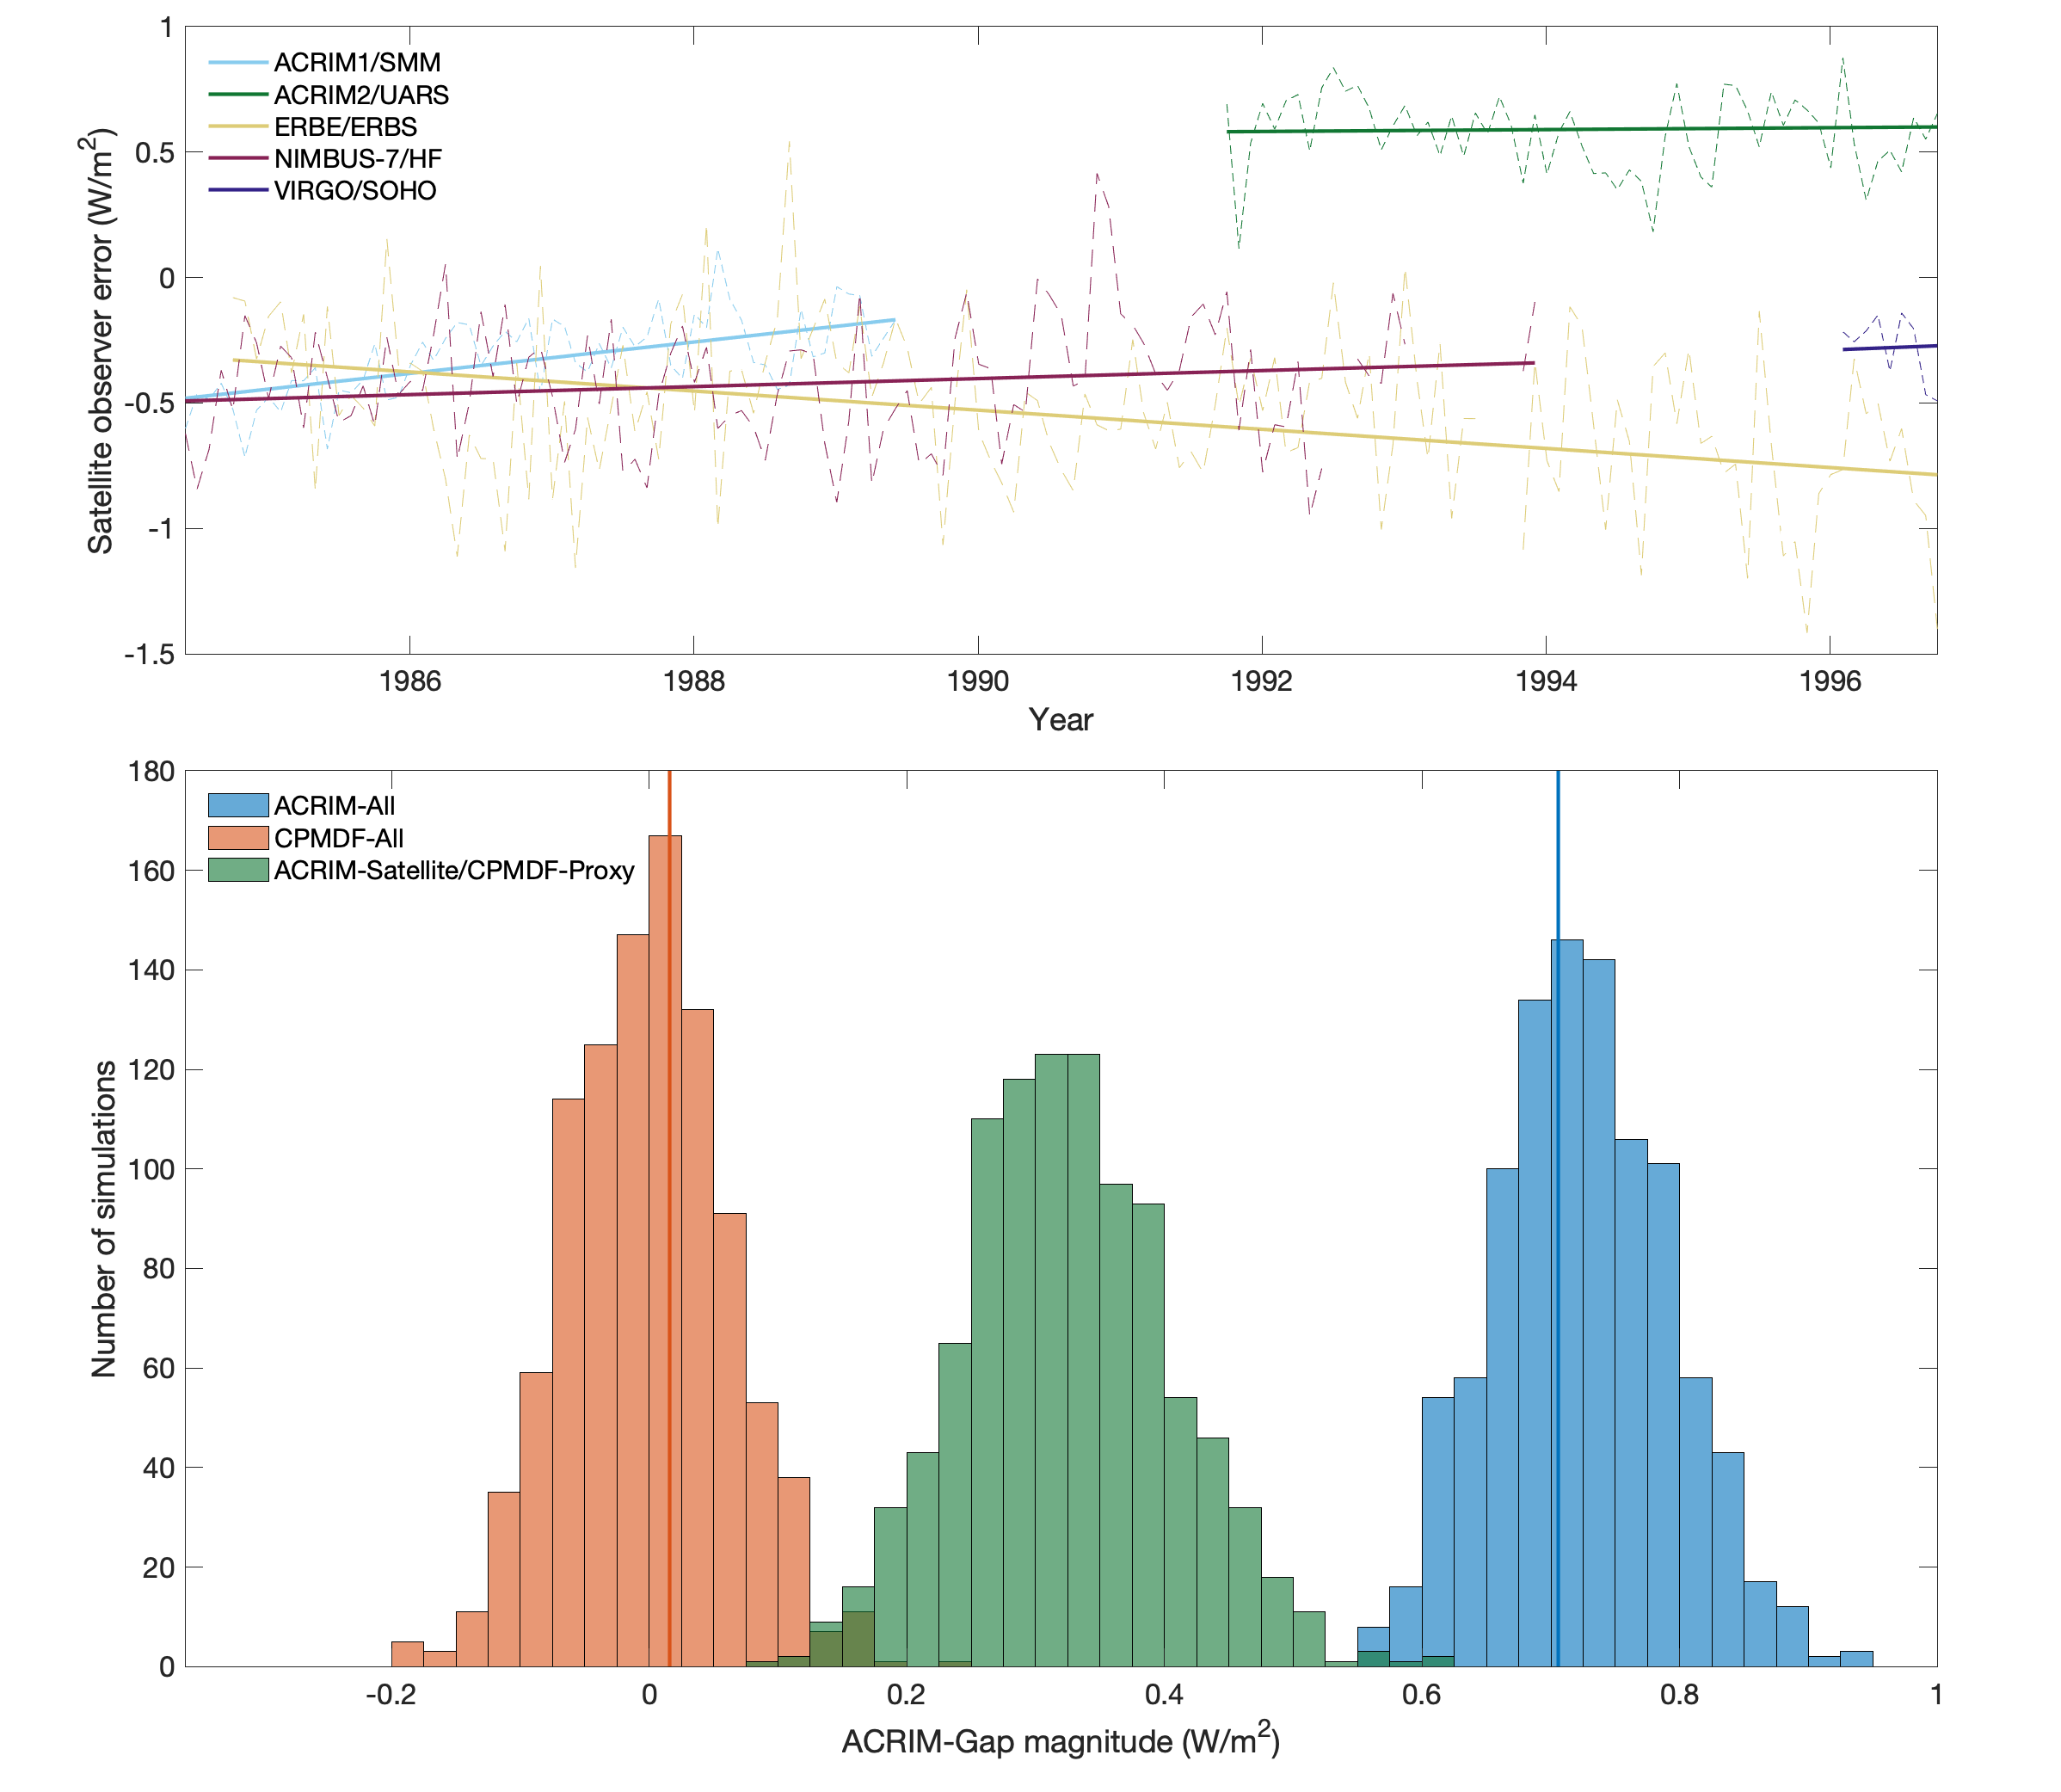 1
0.5
0
-0.5
-1
-1.5
Satellite observer error (W/m2)
ACRIM1/SMM
ACRIM2/UARS
ERBE/ERBS
NIMBUS-7/HF
VIRGO/SOHO
1986 1988 1990 1992 1994 1996
Year
180
160
140
120
100
80
60
40
20
0
Number of simulations
ACRIM-All
CPMDF-All
ACRIM-Satellite/CPMDF-Proxy
-0.2 0 0.2 0.4 0.6 0.8 1
ACRIM-Gap magnitude (W/m2)